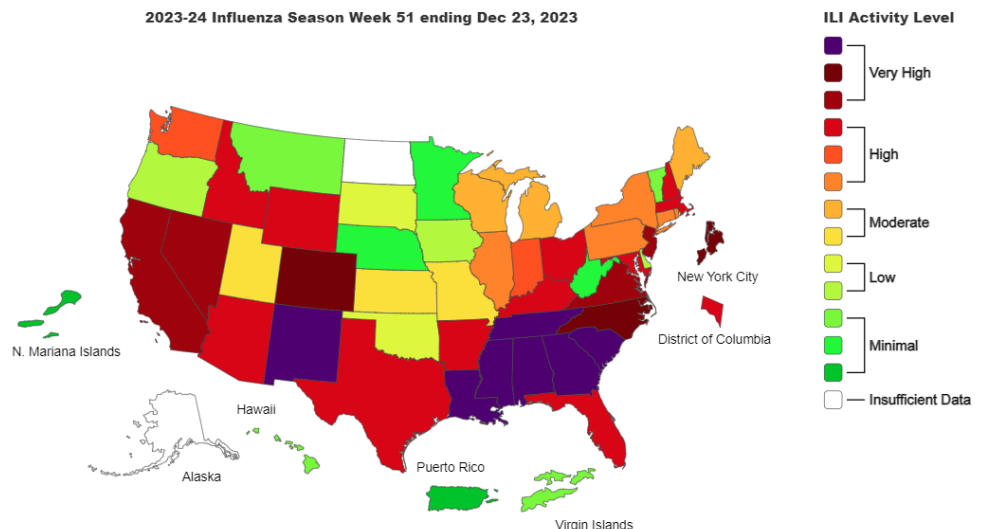 2023-24 Influenza Season Week 51 ending Dec 23, 2023
ILI Activity Level
Very High
High
Moderate
Low
Minimal
Insufficient Data
New York City
District of Columbia
N. Mariana Islands
Hawaii
Alaska
Puerto Rico
Virgin Islands